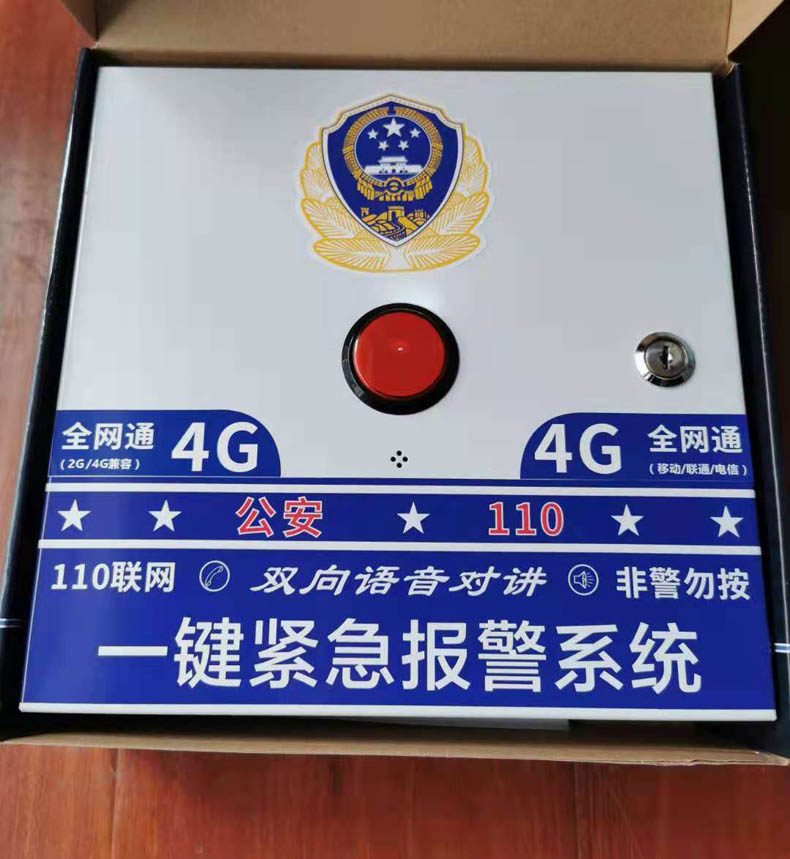 全网通 4G 4G 全网通
(2G/4G兼容) (移动/联通/电信)
公安 110
110联网 双向语音对讲 非警勿按
一键紧急报警系统